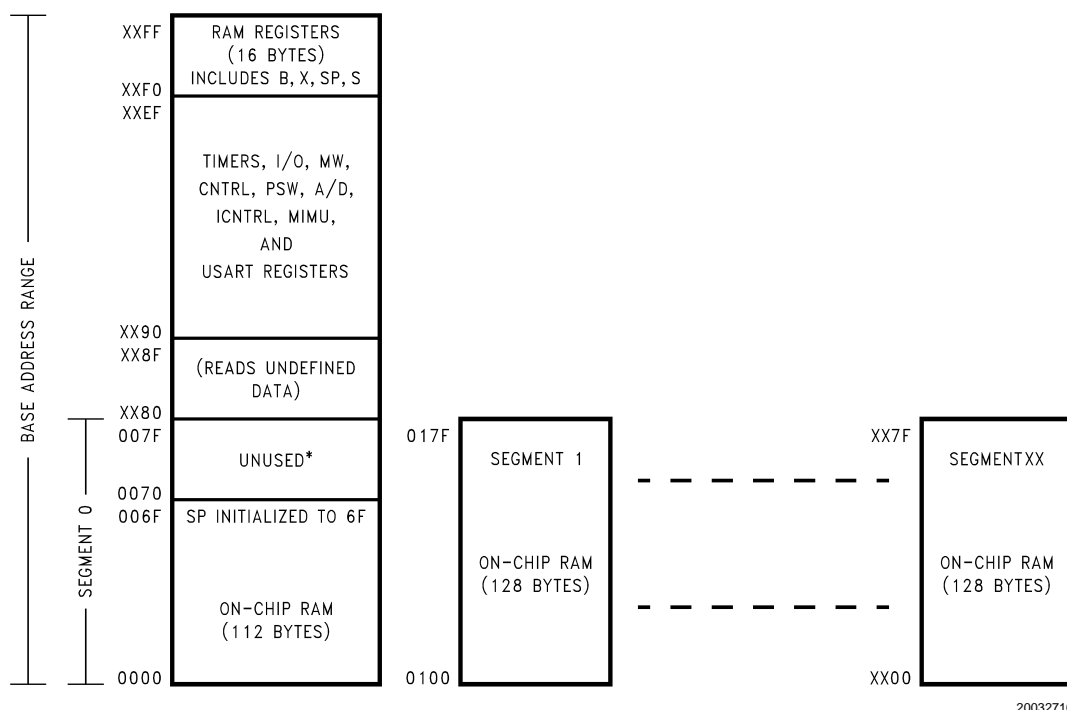 XXFF
RAM REGISTERS
(16 BYTES)
INCLUDES B, X, SP, S
XXF0
XXEF
TIMERS, I/O, MW,
CNTRL, PSW, A/D,
ICNTRL, MIMU,
AND
USART REGISTERS
XX90
XX8F
(READS UNDEFINED
DATA)
XX80
007F
UNUSED*
0070
006F
SP INITIALIZED TO 6F
ON-CHIP RAM
(112 BYTES)
0000
BASE ADDRESS RANGE
SEGMENT 0
017F
SEGMENT 1
ON-CHIP RAM
(128 BYTES)
0100
XX7F
SEGMENTXX
ON-CHIP RAM
(128 BYTES)
XX00